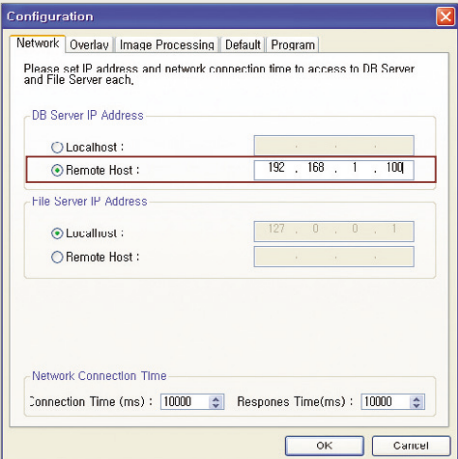 Configuration
Network Overlay Image Processing Default Program
Please set IP address and network connection time to access to DB Server
and File Server each,
DB Server IP Address
Localhost :
Remote Host : 192 . 168 . 1 . 100
File Server IP Address
Localhost : 127 . 0 . 0 . 1
Remote Host :
Network Connection Time
Connection Time (ms) : 10000 Respones Time(ms) : 10000
OK Cancel